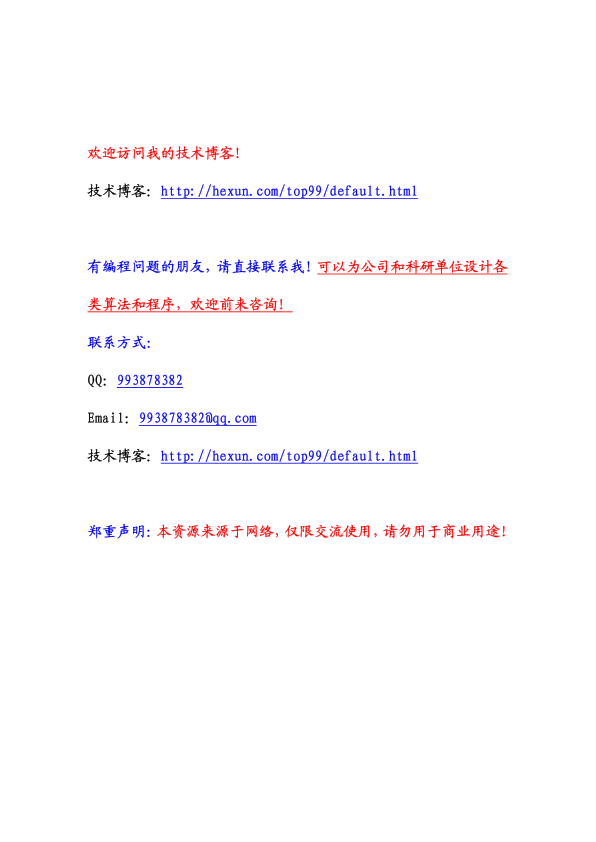 欢迎访问我的技术博客！
技术博客：http://hexun.com/top99/default.html
有编程问题的朋友，请直接联系我！可以为公司和科研单位设计各
类算法和程序，欢迎前来咨询！
联系方式：
QQ：993878382
Email：993878382@qq.com
技术博客：http://hexun.com/top99/default.html
郑重声明：本资源来源于网络，仅限交流使用，请勿用于商业用途！